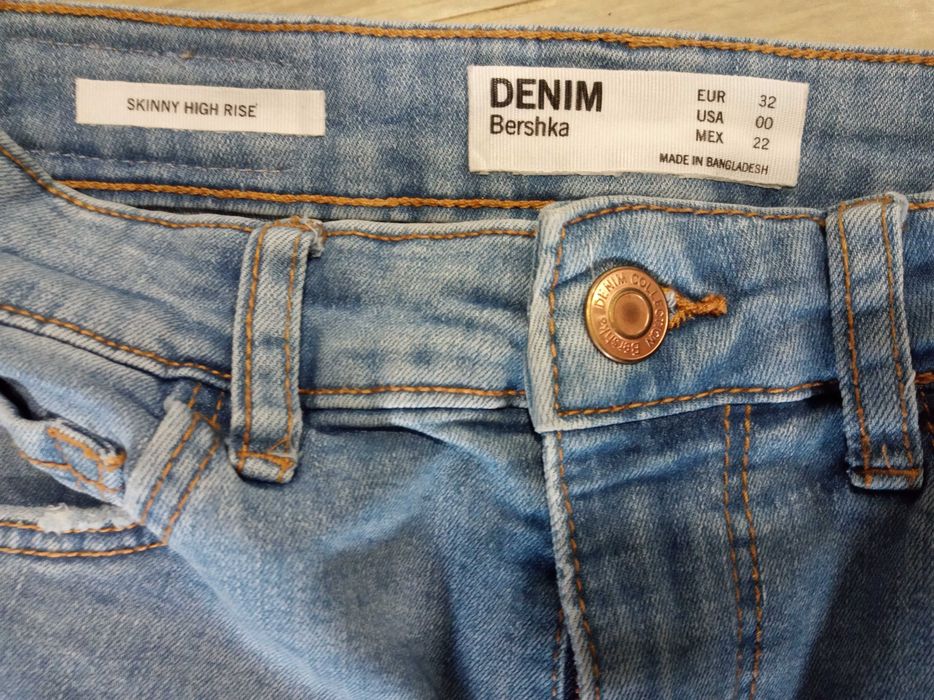 SKINNY HIGH RISE
DENIM
Bershka
EUR 32
USA 00
MEX 22
MADE IN BANGLADESH
DENIM COLLECTION
Bershka